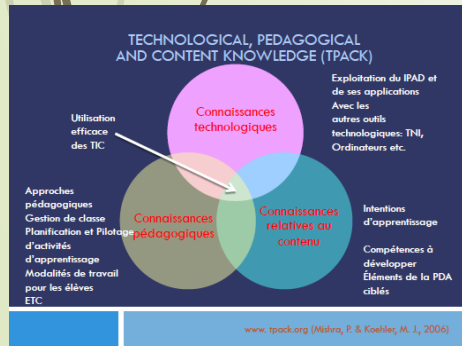 TECHNOLOGICAL, PEDAGOGICAL
AND CONTENT KNOWLEDGE (TPACK)
Utilisation
efficace
des TIC
Connaissances
technologiques
Exploitation du IPAD et
de ses applications
Avec les
autres outils
technologiques: TNI,
Ordinateurs etc.
Approches
pédagogiques
Gestion de classe
Planification et Pilotage
d'activités
d'apprentissage
Modalités de travail
pour les élèves
ETC
Connaissances
pédagogiques
Connaissances
relatives au
contenu
Intentions
d'apprentissage
Compétences à
développer
Éléments de la PDA
ciblés
www. tpack.org (Mishra, P. & Koehler, M. J., 2006)